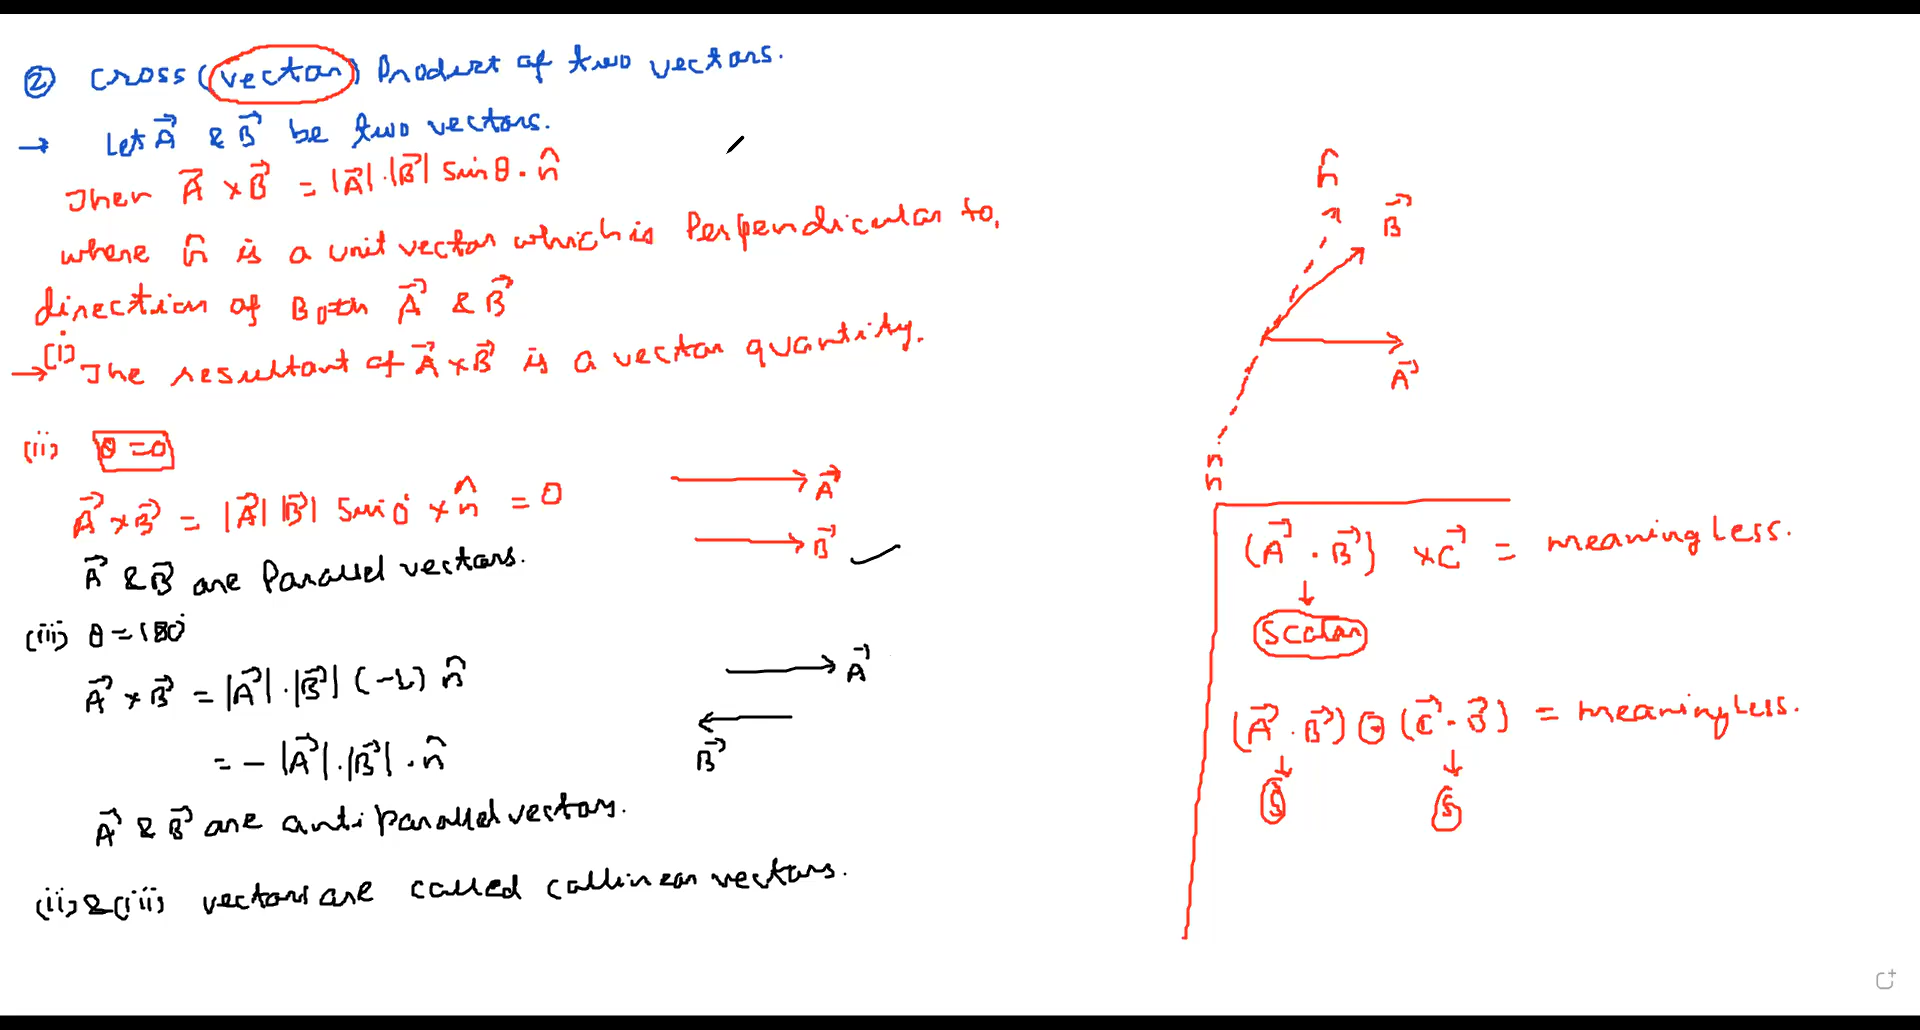 ② Cross (vector) Product of two vectors.
→ Let A⃗ & B⃗ be two vectors.
Then A⃗ × B⃗ = |A⃗|·|B⃗| sinθ · n̂
where n̂ is a unit vector which is Perpendicular to,
direction of Both A⃗ & B⃗
→ (i) The resultant of A⃗ × B⃗ is a vector quantity.
(ii) θ = 0
A⃗ × B⃗ = |A⃗| |B⃗| sin 0° × n̂ = 0
A⃗ & B⃗ are Parallel vectors.
(iii) θ = 180°
A⃗ × B⃗ = |A⃗|·|B⃗| (-1) n̂
= - |A⃗|·|B⃗| · n̂
A⃗ & B⃗ are anti Parallel vectors.
(ii) & (iii) vectors are called collinear vectors.
A⃗
B⃗
A⃗
B⃗
n̂
B⃗
A⃗
n
n
(A⃗ · B⃗) × C⃗ = meaningless.
↓
Scalar
(A⃗ · B⃗) ⊙ (C⃗ · B⃗) = meaningless.
↓ ↓
S S